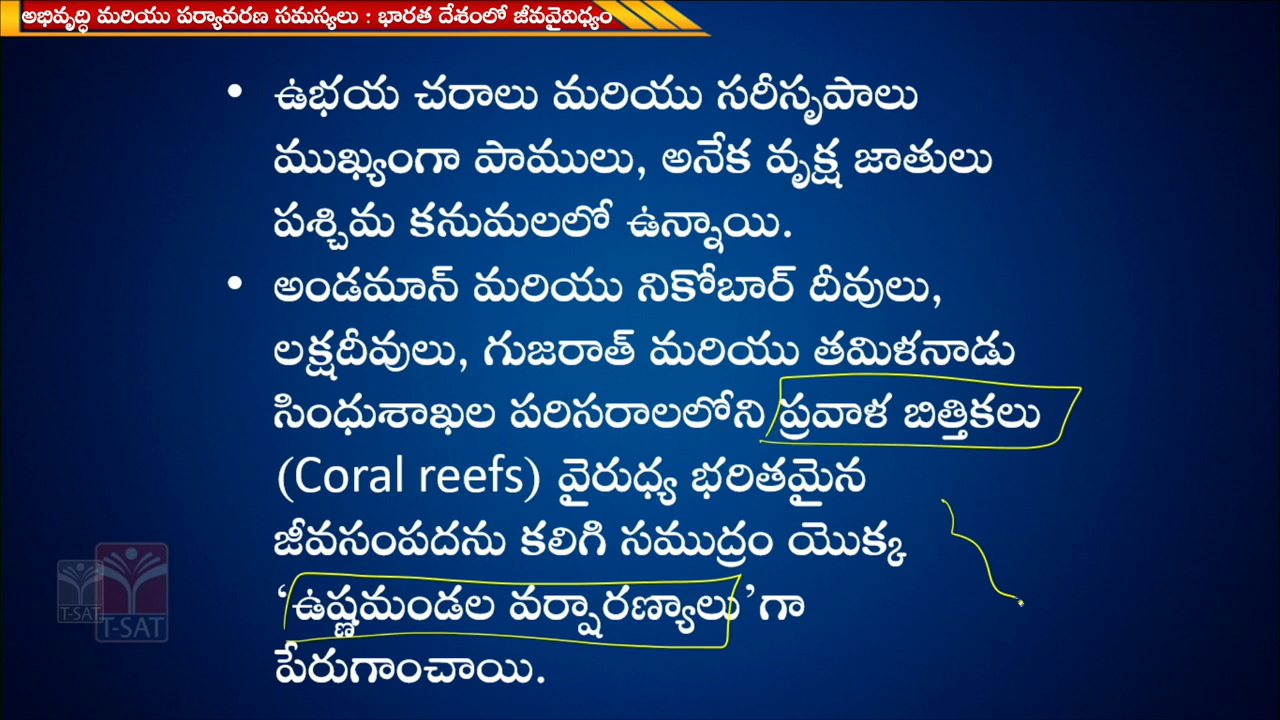 అభివృద్ధి మరియు పర్యావరణ సమస్యలు : భారత దేశంలో జీవవైవిధ్యం
• ఉభయ చరాలు మరియు సరీసృపాలు
ముఖ్యంగా పాములు, అనేక వృక్ష జాతులు
పశ్చిమ కనుమలలో ఉన్నాయి.
• అండమాన్ మరియు నికోబార్ దీవులు,
లక్షదీవులు, గుజరాత్ మరియు తమిళనాడు
సింధుశాఖల పరిసరాలలోని ప్రవాళ బిత్తికలు
(Coral reefs) వైరుధ్య భరితమైన
జీవసంపదను కలిగి సముద్రం యొక్క
‘ఉష్ణమండల వర్షారణ్యాలు’గా
పేరుగాంచాయి.
T-SAT
T-SAT